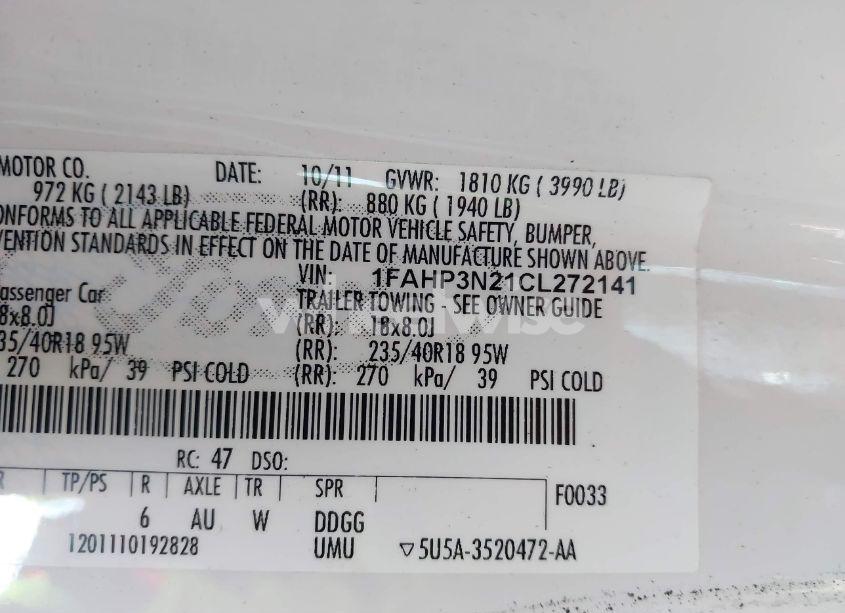 MOTOR CO. DATE: 10/11 GVWR: 1810 KG ( 3990 LB)
972 KG ( 2143 LB) (RR): 880 KG ( 1940 LB)
ONFORMS TO ALL APPLICABLE FEDERAL MOTOR VEHICLE SAFETY, BUMPER,
VENTION STANDARDS IN EFFECT ON THE DATE OF MANUFACTURE SHOWN ABOVE.
VIN: 1FAHP3N21CL272141
assenger Car TRAILER TOWING - SEE OWNER GUIDE
8x8.0J (RR): 18x8.0J
35/40R18 95W (RR): 235/40R18 95W
270 kPa/ 39 PSI COLD (RR): 270 kPa/ 39 PSI COLD
RC: 47 DSO:
R TP/PS R AXLE TR SPR F0033
6 AU W DDGG
1201110192828 UMU ▽5U5A-3520472-AA